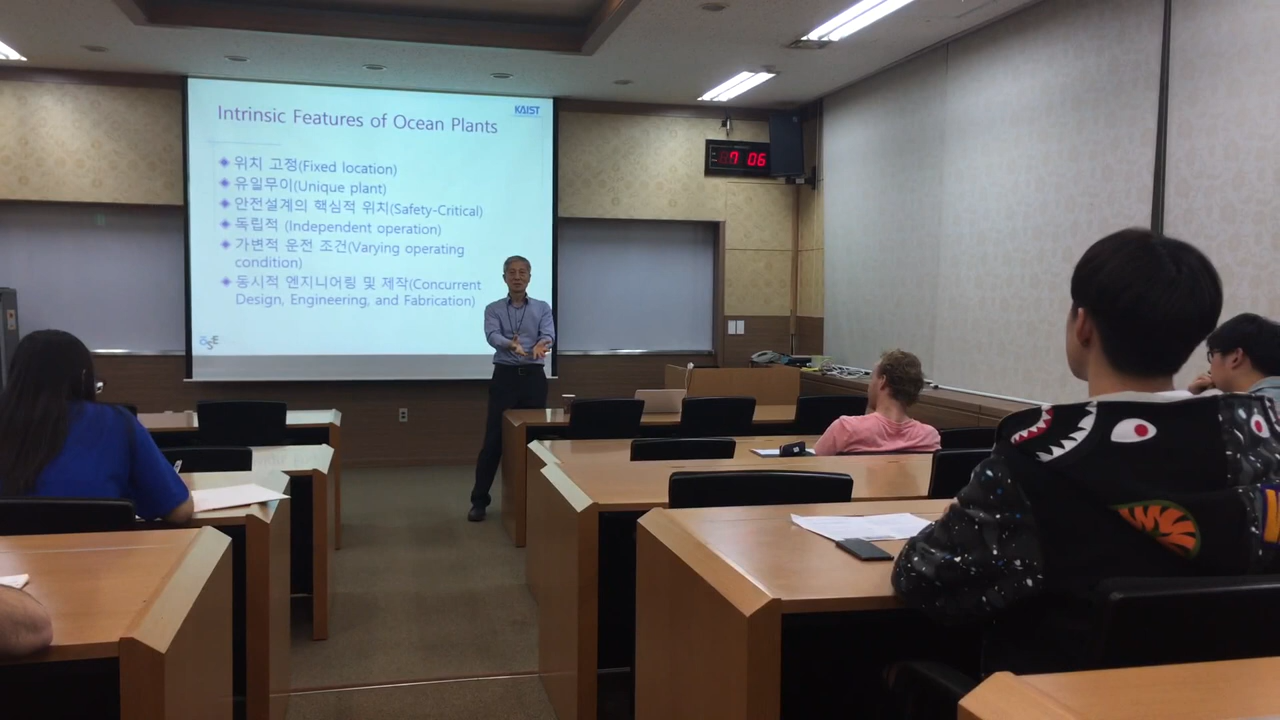 Intrinsic Features of Ocean Plants
KAIST
위치 고정(Fixed location)
유일무이(Unique plant)
안전설계의 핵심적 위치(Safety-Critical)
독립적 (Independent operation)
가변적 운전 조건(Varying operating
condition)
동시적 엔지니어링 및 제작(Concurrent
Design, Engineering, and Fabrication)
OSE
7 06